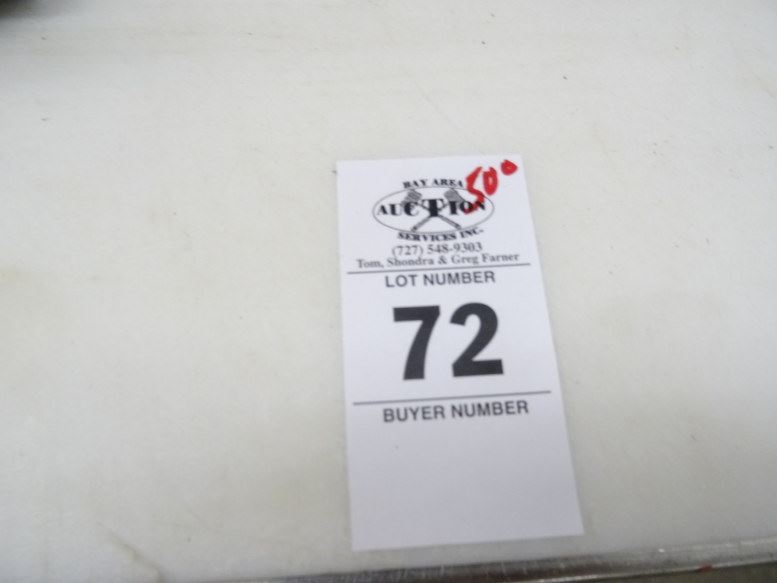 BAY AREA
500
AUCTION
SERVICES INC.
(727) 548-9303
Tom, Shondra & Greg Farner
LOT NUMBER
72
BUYER NUMBER